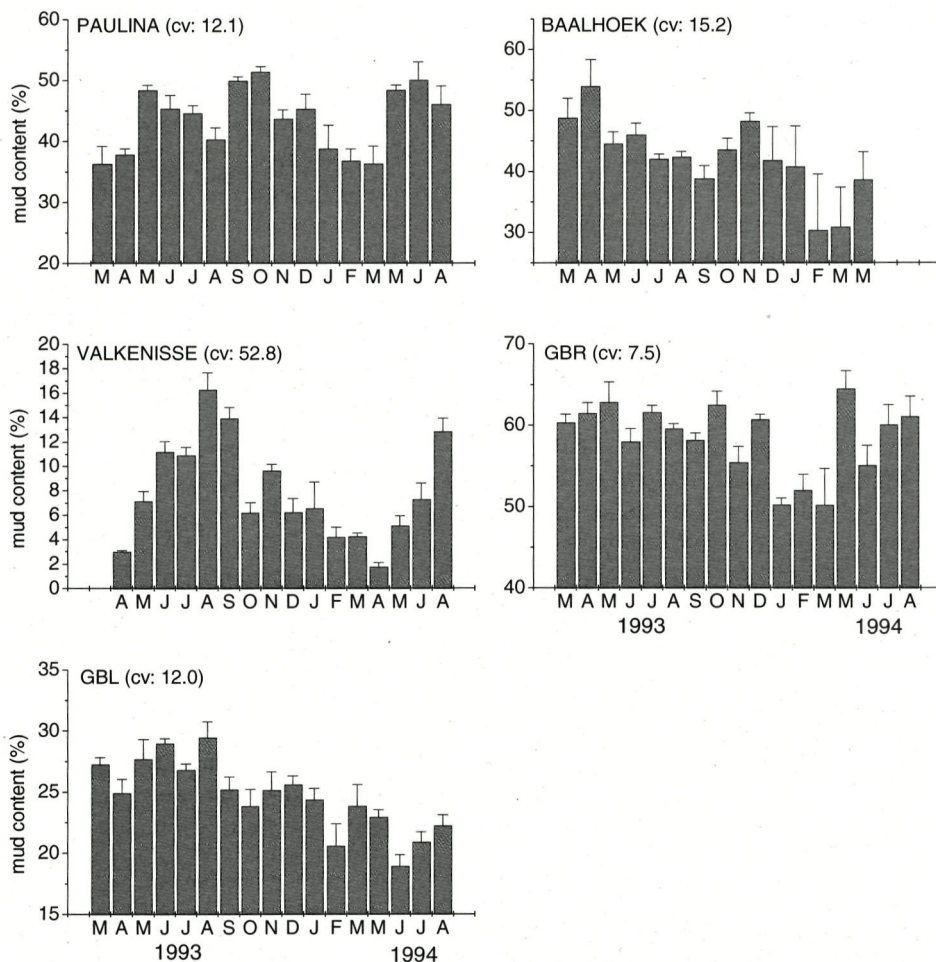 PAULINA (cv: 12.1)
mud content (%)
60
50
40
30
20
M A M J J A S O N D J F M M J A
BAALHOEK (cv: 15.2)
60
50
40
30
M A M J J A S O N D J F M M
VALKENISSE (cv: 52.8)
mud content (%)
20
18
16
14
12
10
8
6
4
2
0
A M J J A S O N D J F M A M J A
GBR (cv: 7.5)
70
60
50
40
M A M J J A S O N D J F M M J J A
1993 1994
GBL (cv: 12.0)
mud content (%)
35
30
25
20
15
M A M J J A S O N D J F M M J J A
1993 1994